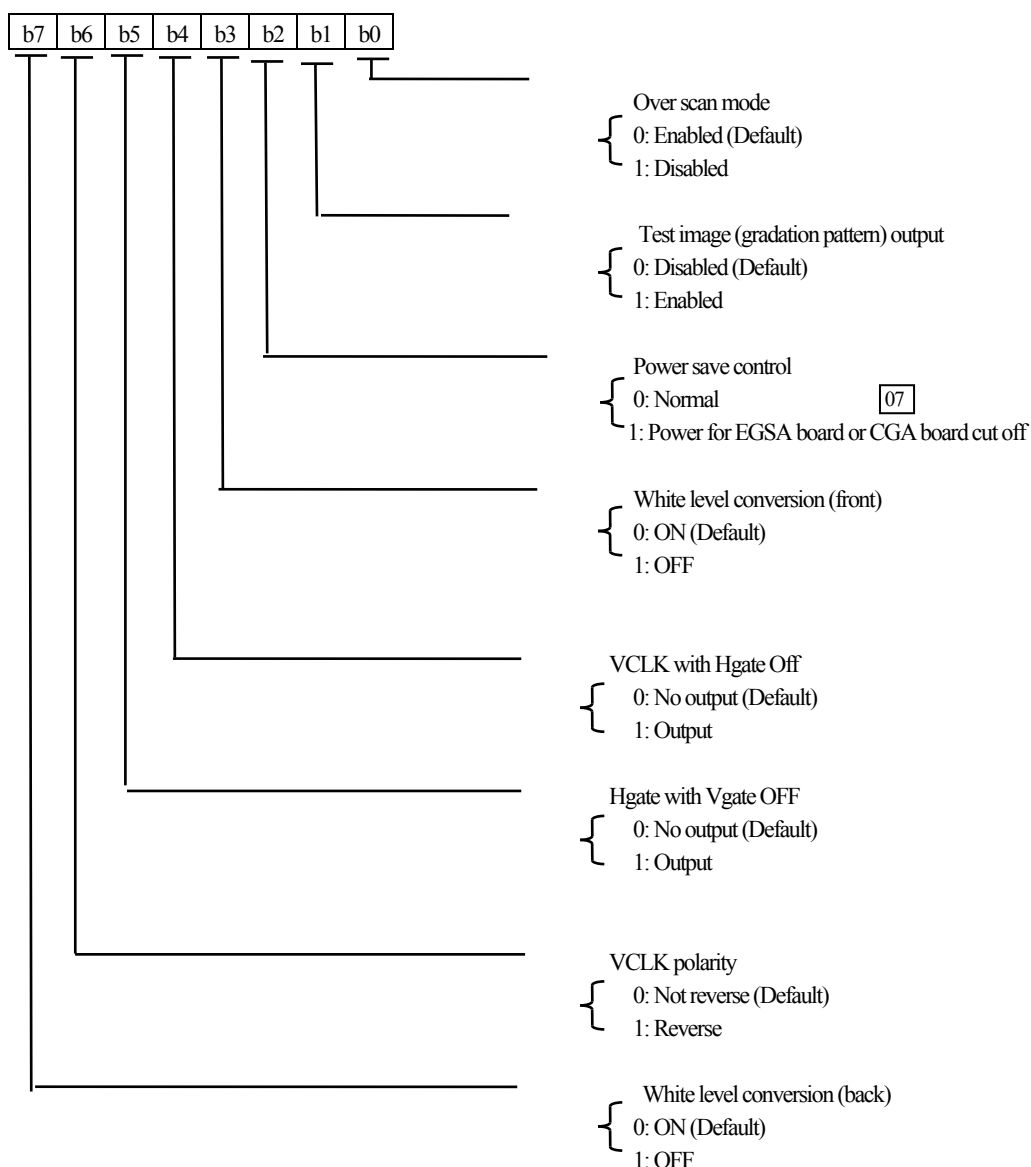 b7 b6 b5 b4 b3 b2 b1 b0
Over scan mode
0: Enabled (Default)
1: Disabled
Test image (gradation pattern) output
0: Disabled (Default)
1: Enabled
Power save control
0: Normal 07
1: Power for EGSA board or CGA board cut off
White level conversion (front)
0: ON (Default)
1: OFF
VCLK with Hgate Off
0: No output (Default)
1: Output
Hgate with Vgate OFF
0: No output (Default)
1: Output
VCLK polarity
0: Not reverse (Default)
1: Reverse
White level conversion (back)
0: ON (Default)
1: OFF